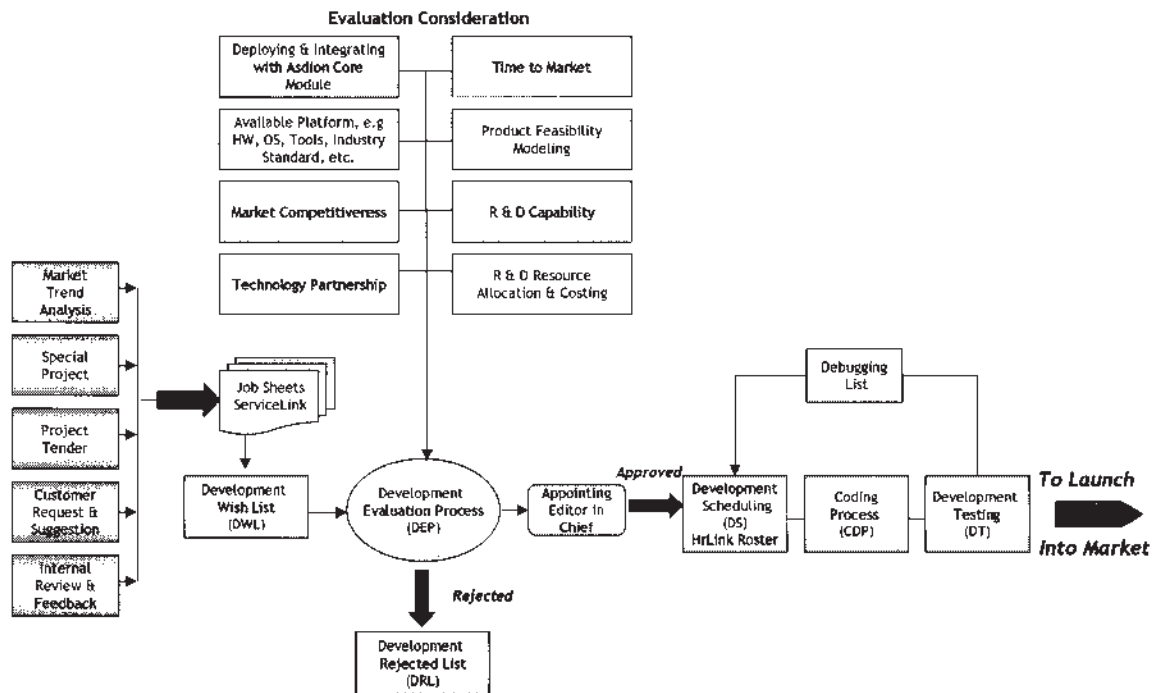 Evaluation Consideration
Deploying & Integrating
with Asdion Core
Module
Time to Market
Available Platform, e.g
HW, OS, Tools, Industry
Standard, etc.
Product Feasibility
Modeling
Market Competitiveness
R & D Capability
Technology Partnership
R & D Resource
Allocation & Costing
Market
Trend
Analysis
Special
Project
Project
Tender
Customer
Request &
Suggestion
Internal
Review &
Feedback
Job Sheets
ServiceLink
Development
Wish List
(DWL)
Development
Evaluation Process
(DEP)
Rejected
Development
Rejected List
(DRL)
Appointing
Editor in
Chief
Approved
Development
Scheduling
(DS)
HrLink Roster
Coding
Process
(CDP)
Development
Testing
(DT)
Debugging
List
To Launch
Into Market